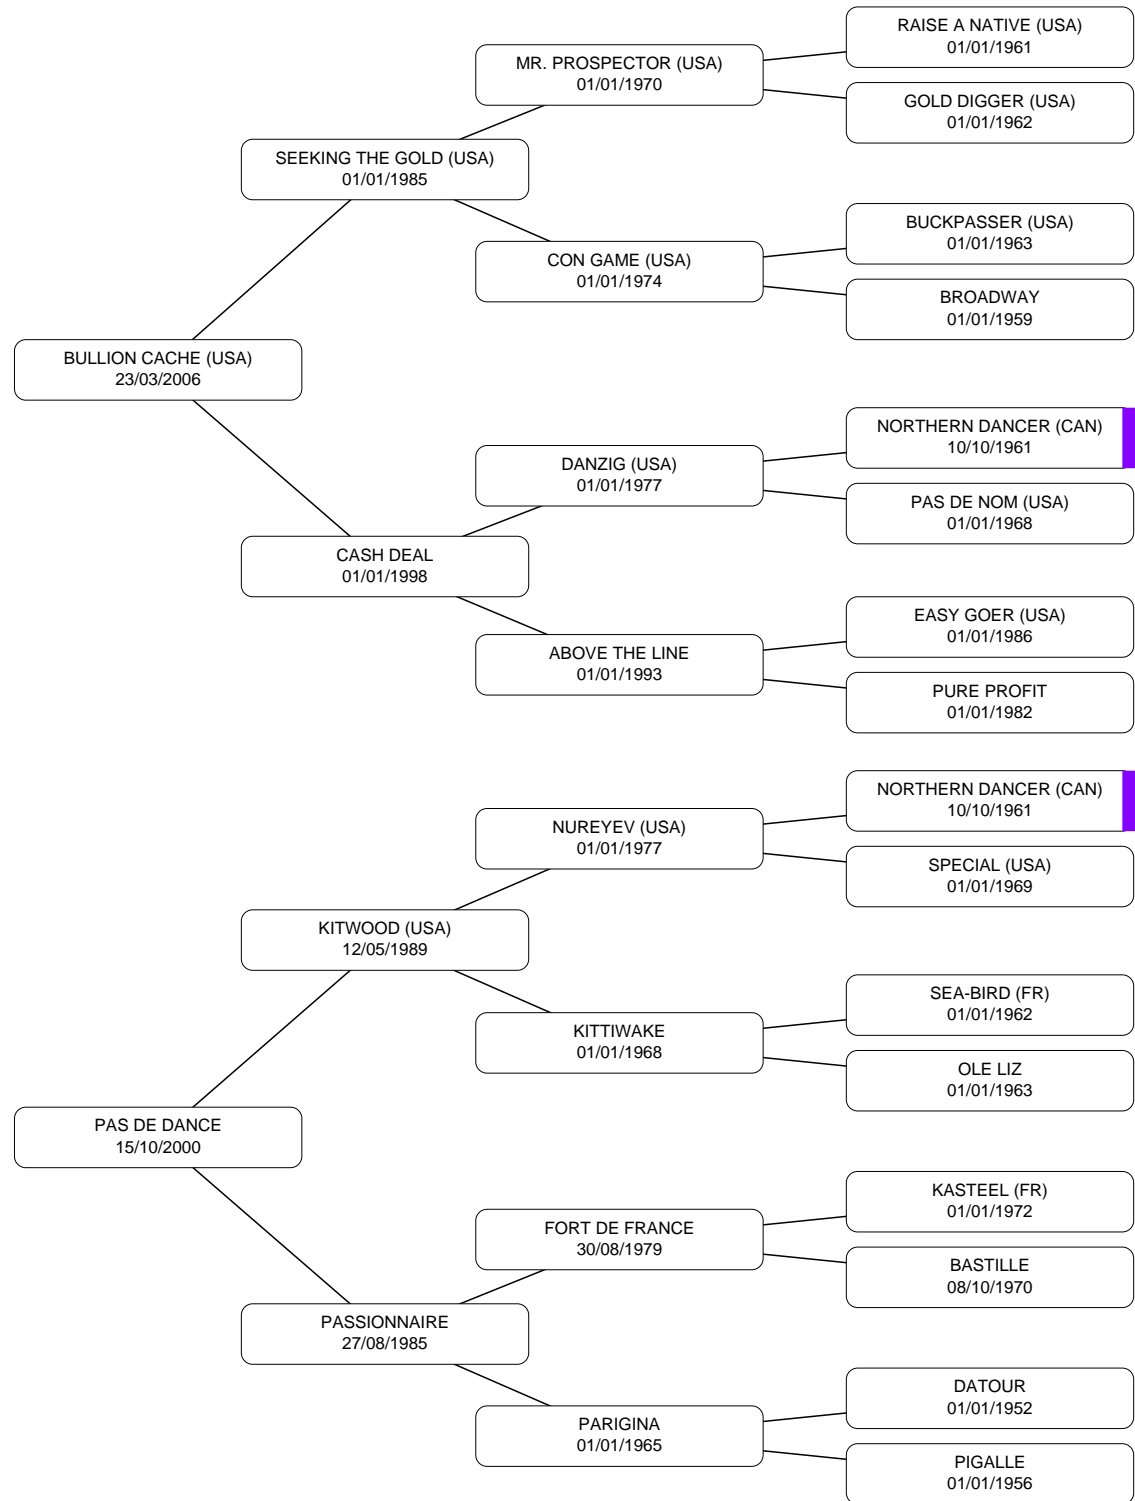 RAISE A NATIVE (USA)
01/01/1961
MR. PROSPECTOR (USA)
01/01/1970
GOLD DIGGER (USA)
01/01/1962
SEEKING THE GOLD (USA)
01/01/1985
BUCKPASSER (USA)
01/01/1963
CON GAME (USA)
01/01/1974
BROADWAY
01/01/1959
BULLION CACHE (USA)
23/03/2006
NORTHERN DANCER (CAN)
10/10/1961
DANZIG (USA)
01/01/1977
PAS DE NOM (USA)
01/01/1968
CASH DEAL
01/01/1998
EASY GOER (USA)
01/01/1986
ABOVE THE LINE
01/01/1993
PURE PROFIT
01/01/1982
NORTHERN DANCER (CAN)
10/10/1961
NUREYEV (USA)
01/01/1977
SPECIAL (USA)
01/01/1969
KITWOOD (USA)
12/05/1989
SEA-BIRD (FR)
01/01/1962
KITTIWAKE
01/01/1968
OLE LIZ
01/01/1963
PAS DE DANCE
15/10/2000
KASTEEL (FR)
01/01/1972
FORT DE FRANCE
30/08/1979
BASTILLE
08/10/1970
PASSIONNAIRE
27/08/1985
DATOUR
01/01/1952
PARIGINA
01/01/1965
PIGALLE
01/01/1956